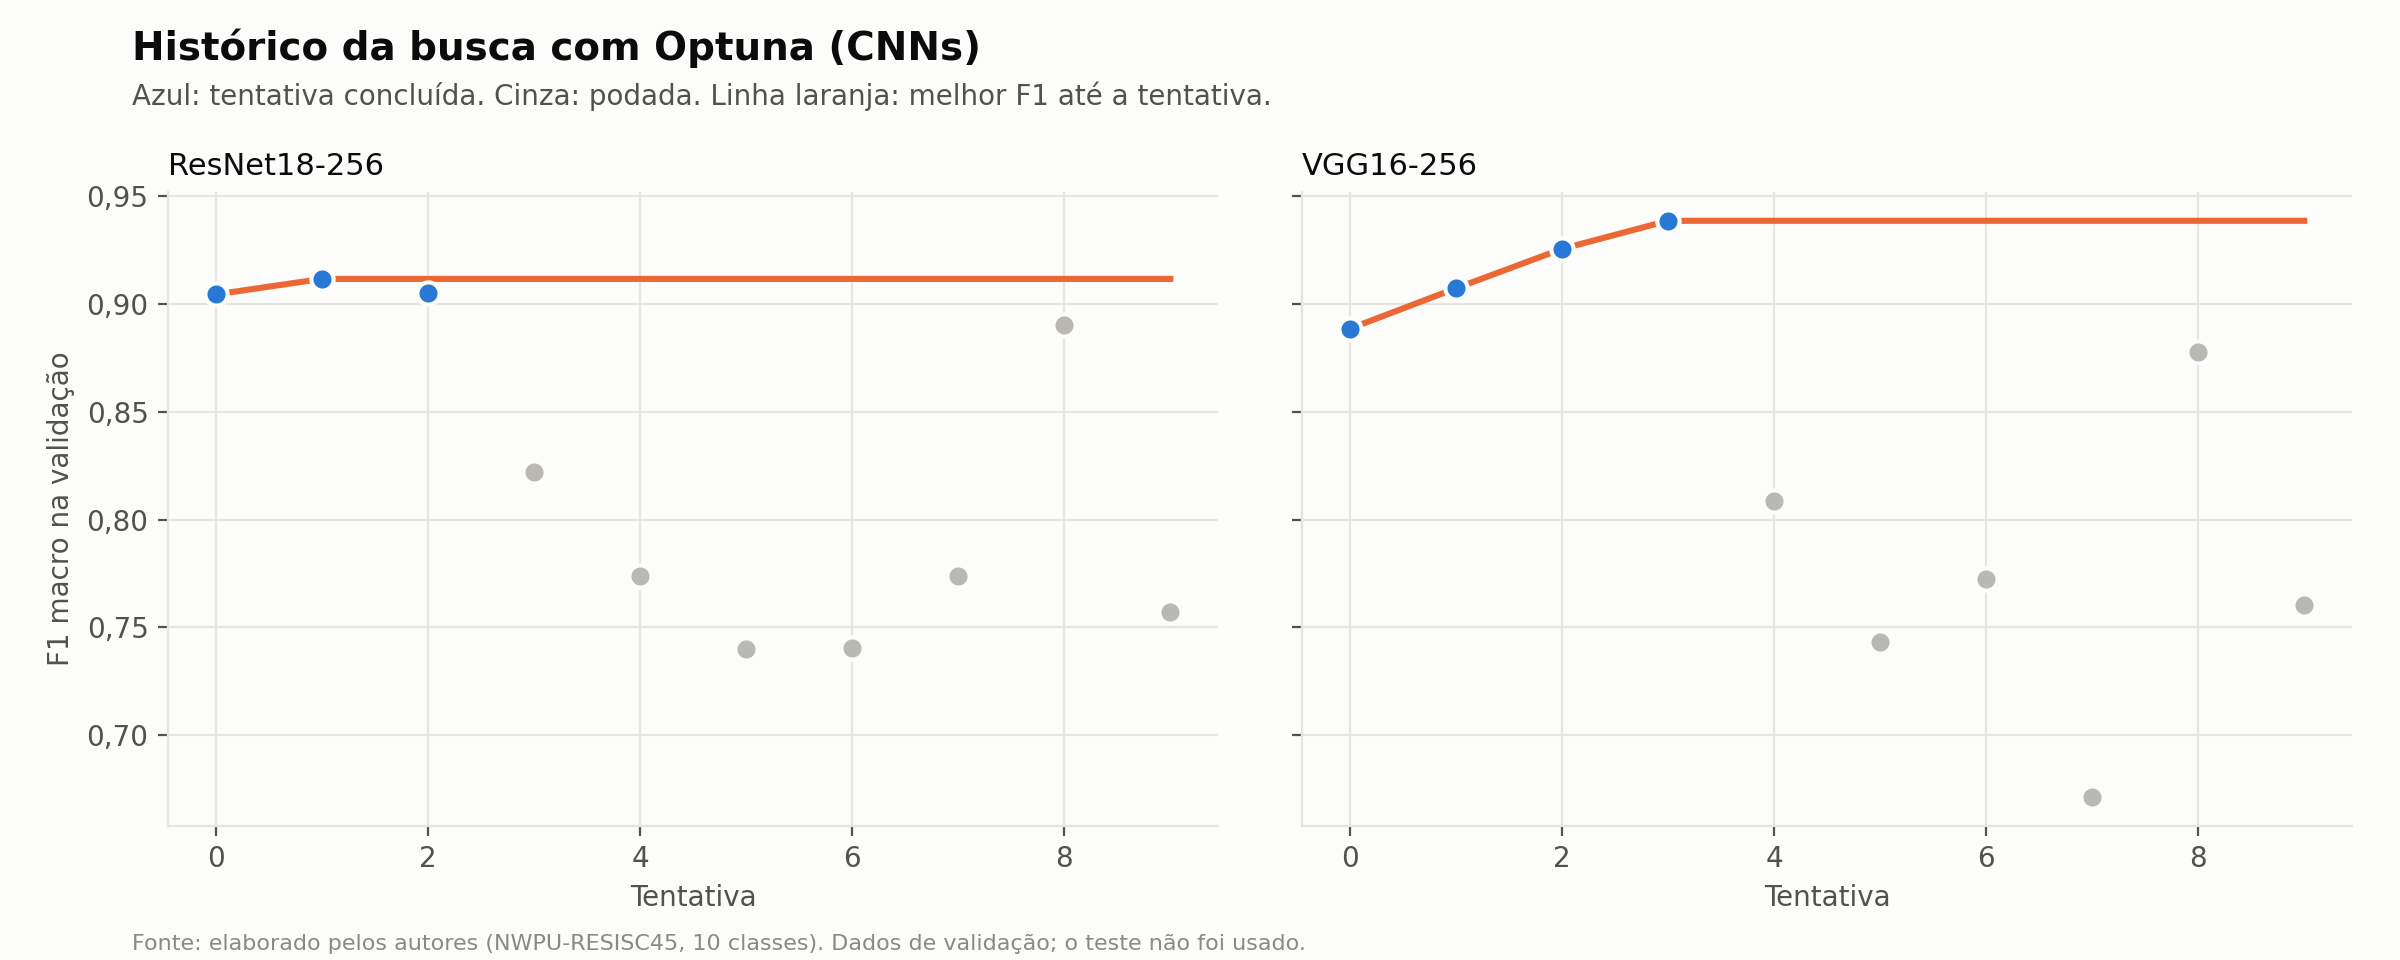 Histórico da busca com Optuna (CNNs)
Azul: tentativa concluída. Cinza: podada. Linha laranja: melhor F1 até a tentativa.
ResNet18-256
VGG16-256
F1 macro na validação
0,95
0,90
0,85
0,80
0,75
0,70
0 2 4 6 8
0 2 4 6 8
Tentativa
Tentativa
Fonte: elaborado pelos autores (NWPU-RESISC45, 10 classes). Dados de validação; o teste não foi usado.